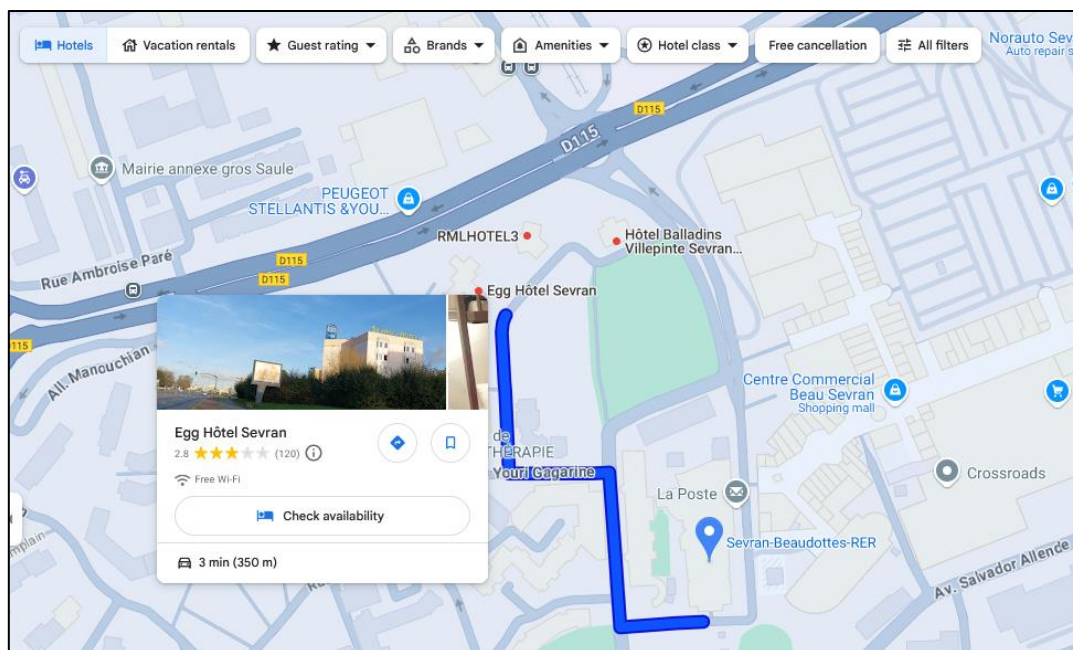 Hotels
Vacation rentals
Guest rating
Brands
Amenities
Hotel class
Free cancellation
All filters
Norauto Sev
Auto repair s
D115
D115
Mairie annexe gros Saule
PEUGEOT
STELLANTIS &YOU...
RMLHOTEL3
Hôtel Balladins
Villepinte Sevran...
Rue Ambroise Paré
D115
D115
Egg Hôtel Sevran
115
All. Manouchian
Centre Commercial
Beau Sevran
Shopping mall
Egg Hôtel Sevran
2.8
(120)
Free Wi-Fi
Check availability
3 min (350 m)
de
THÉRAPIE
Youri Gagarine
La Poste
Crossroads
Sevran-Beaudottes-RER
Av. Salvador Allende
mplain